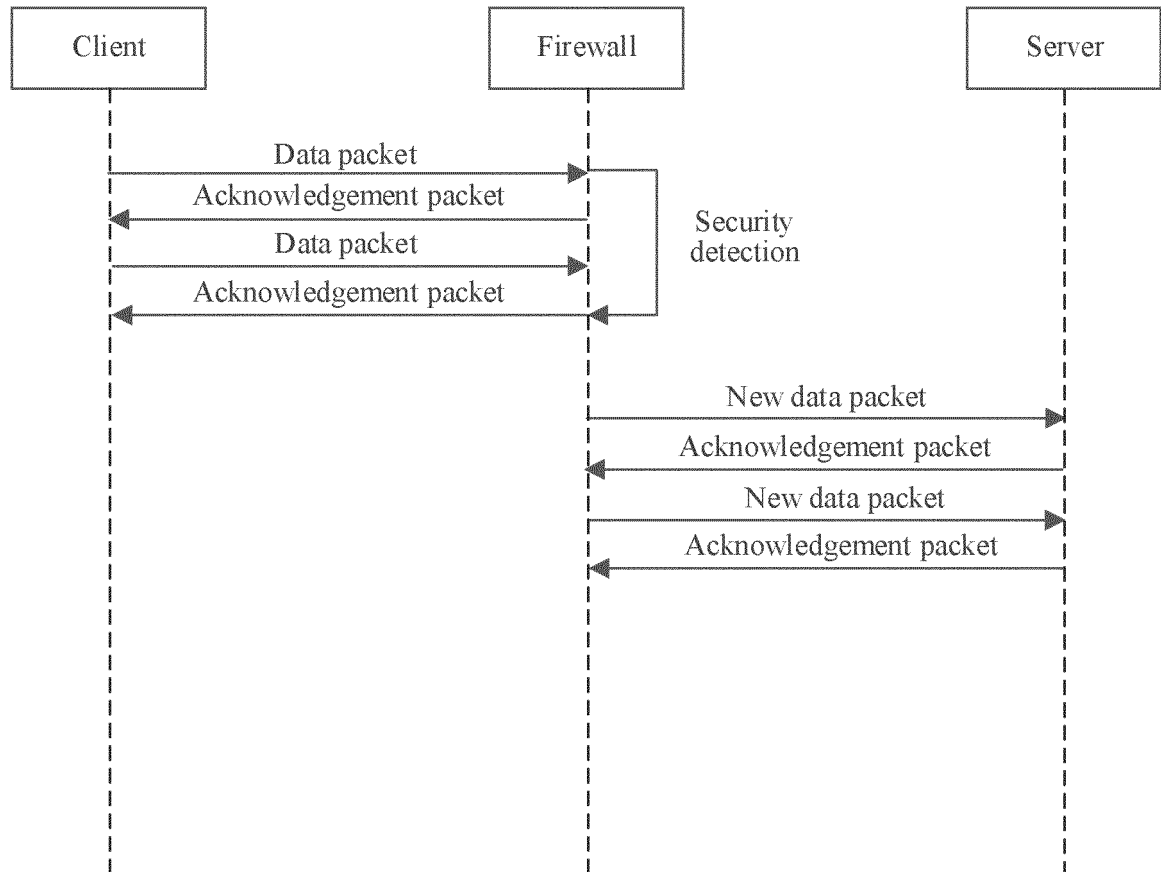 Client
Firewall
Server
Data packet
Acknowledgement packet
Data packet
Acknowledgement packet
Security
detection
New data packet
Acknowledgement packet
New data packet
Acknowledgement packet